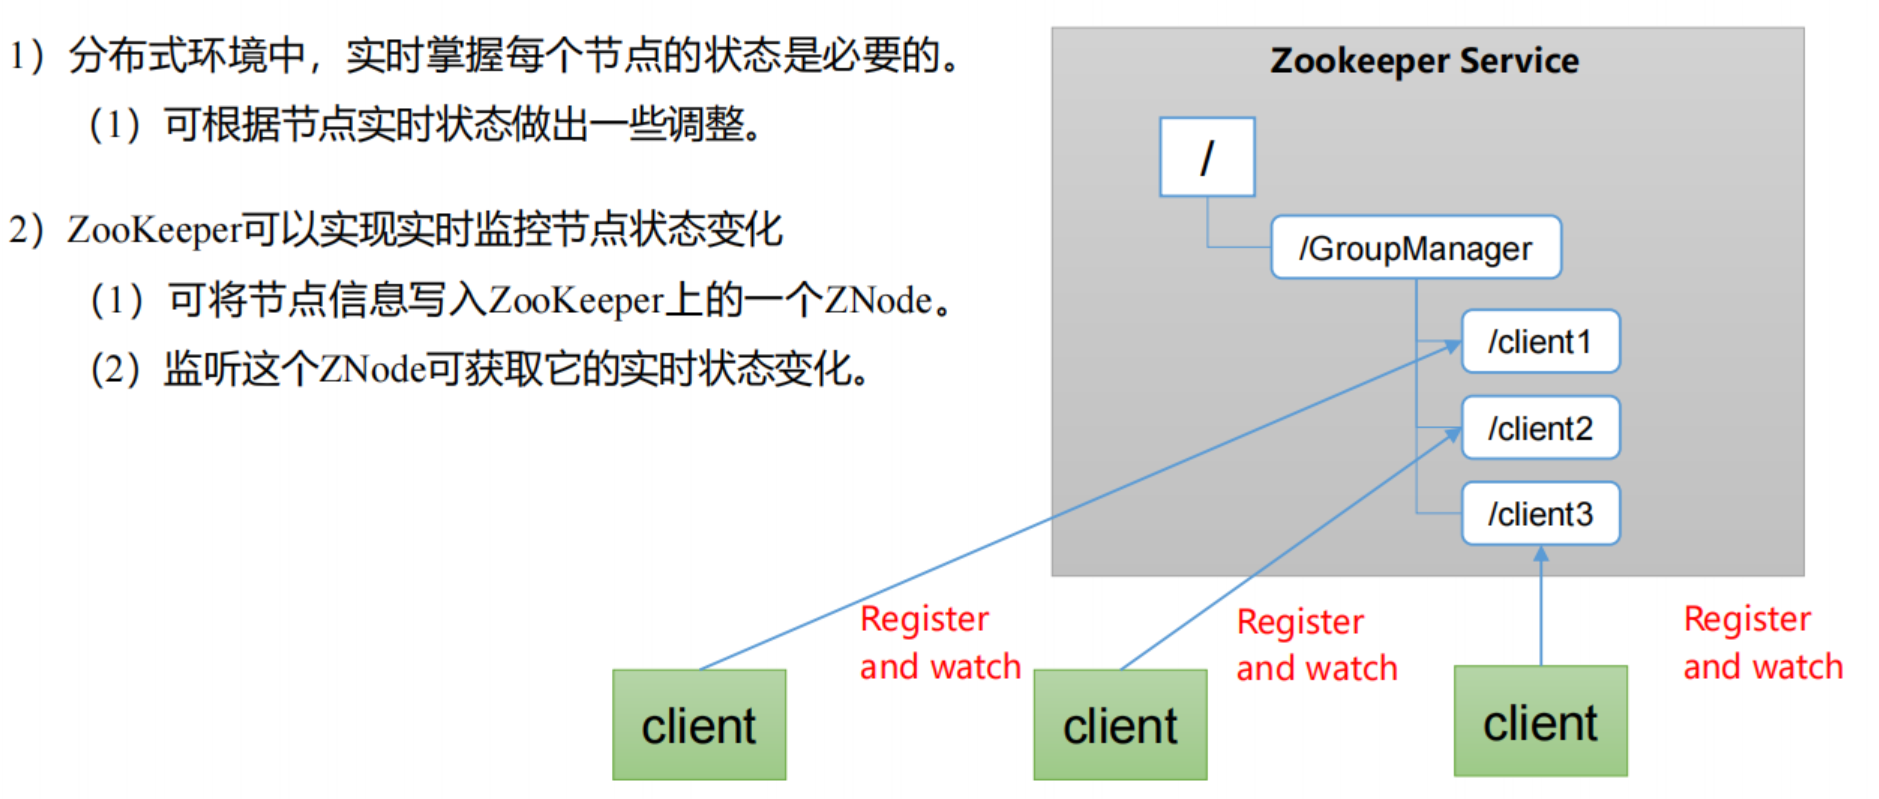 1）分布式环境中，实时掌握每个节点的状态是必要的。
（1）可根据节点实时状态做出一些调整。
2）ZooKeeper可以实现实时监控节点状态变化
（1）可将节点信息写入ZooKeeper上的一个ZNode。
（2）监听这个ZNode可获取它的实时状态变化。
Zookeeper Service
/
/GroupManager
/client1
/client2
/client3
Register
and watch
Register
and watch
Register
and watch
client
client
client